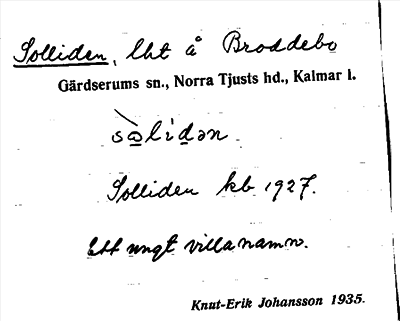 Solliden, lht å Broddebo
Gärdserums sn., Norra Tjusts hd., Kalmar l.
sòlidən.
Solliden kb 1927.
Ett ungt villanamn.
Knut-Erik Johansson 1935.